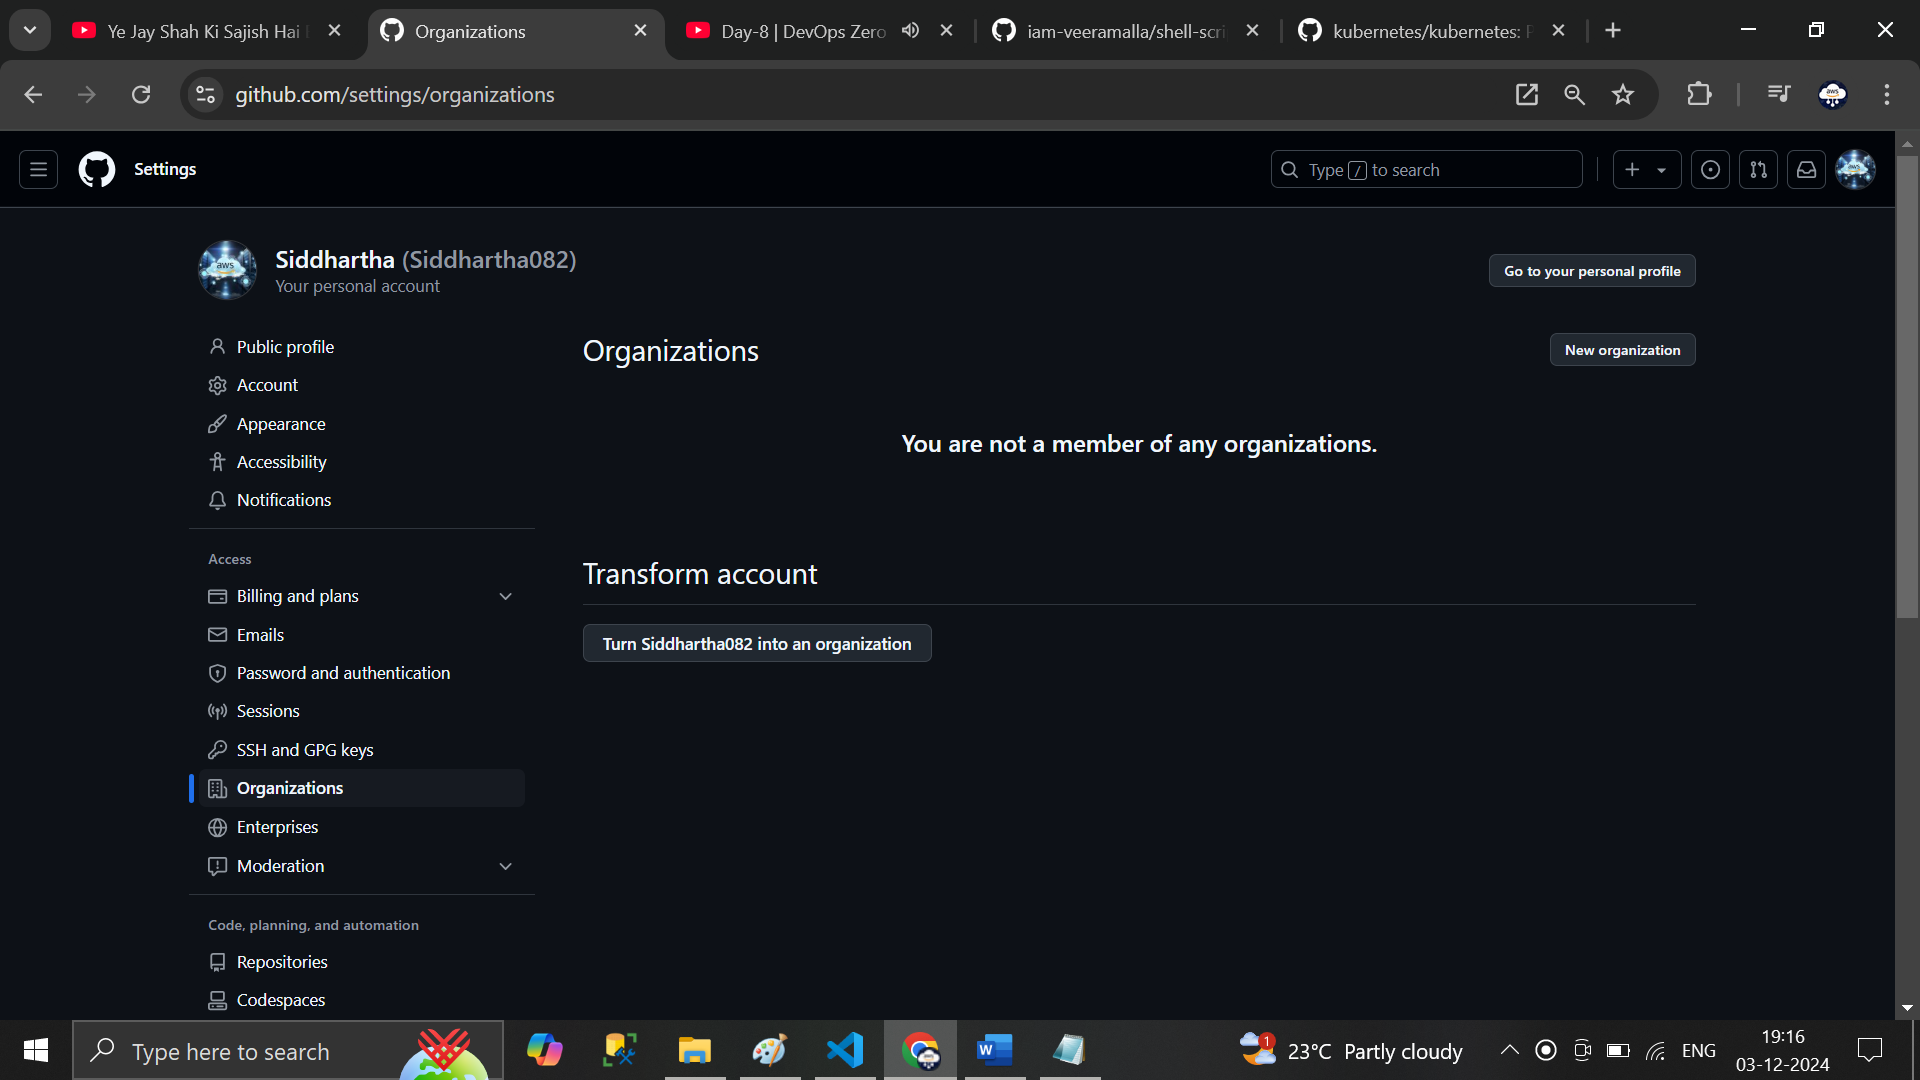 Ye Jay Shah Ki Sajish Hai
Organizations
Day-8 | DevOps Zero
iam-veeramalla/shell-scri
kubernetes/kubernetes: P
github.com/settings/organizations
Settings
Type / to search
Siddhartha (Siddhartha082)
Your personal account
Go to your personal profile
Public profile
Account
Appearance
Accessibility
Notifications
Access
Billing and plans
Emails
Password and authentication
Sessions
SSH and GPG keys
Organizations
Enterprises
Moderation
Code, planning, and automation
Repositories
Codespaces
Organizations
New organization
You are not a member of any organizations.
Transform account
Turn Siddhartha082 into an organization
Type here to search
1
23°C Partly cloudy
ENG
19:16
03-12-2024